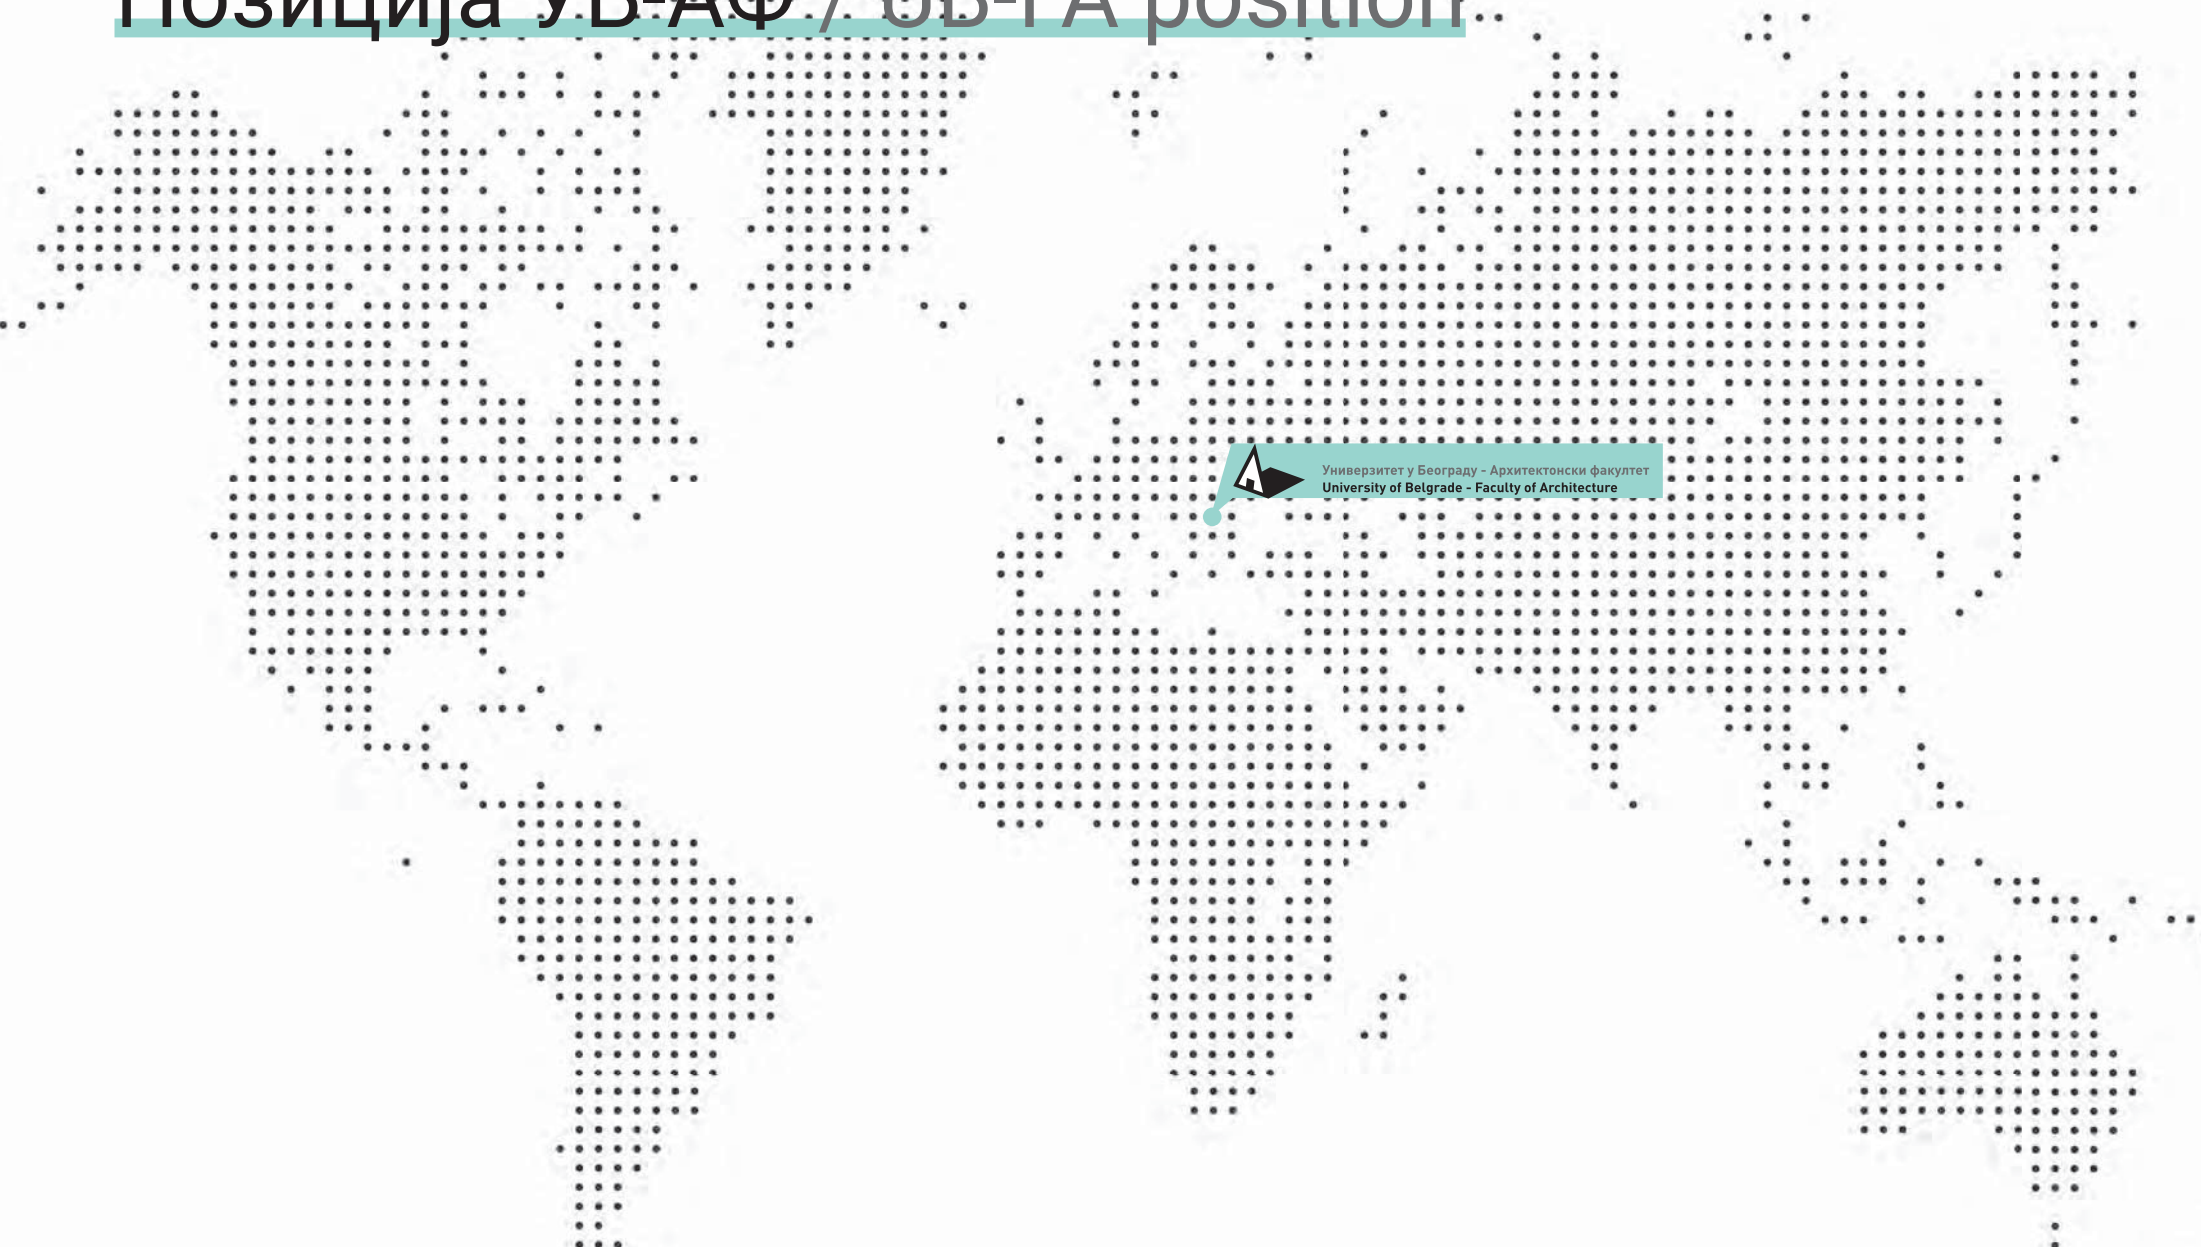 Позиција УБ-АФ / UB-FA position
Универзитет у Београду - Архитектонски факултет
University of Belgrade - Faculty of Architecture